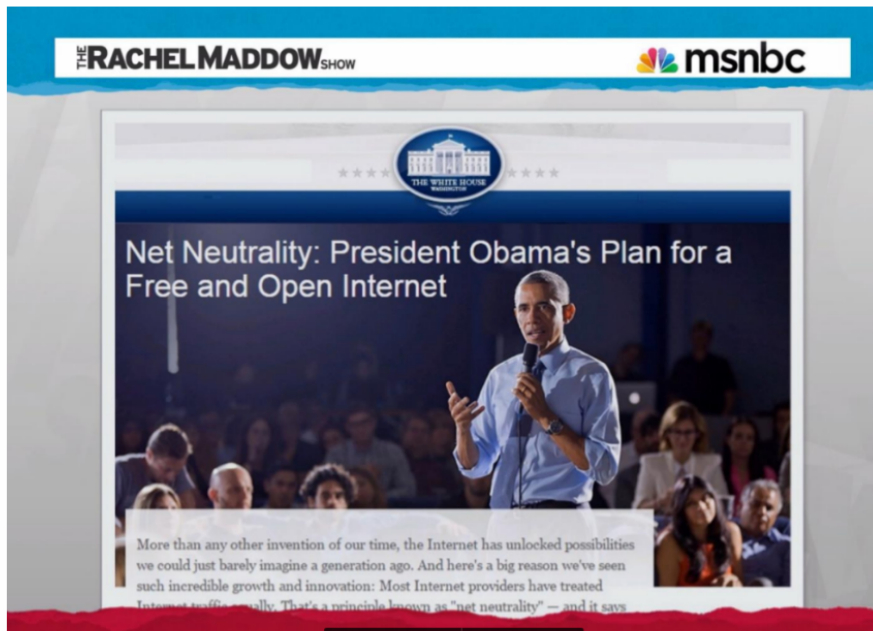 THE RACHEL MADDOW SHOW
msnbc
THE WHITE HOUSE
WASHINGTON
Net Neutrality: President Obama's Plan for a
Free and Open Internet
More than any other invention of our time, the Internet has unlocked possibilities
we could just barely imagine a generation ago. And here's a big reason we've seen
such incredible growth and innovation: Most Internet providers have treated
Internet traffic equally. That's a principle known as "net neutrality" — and it says